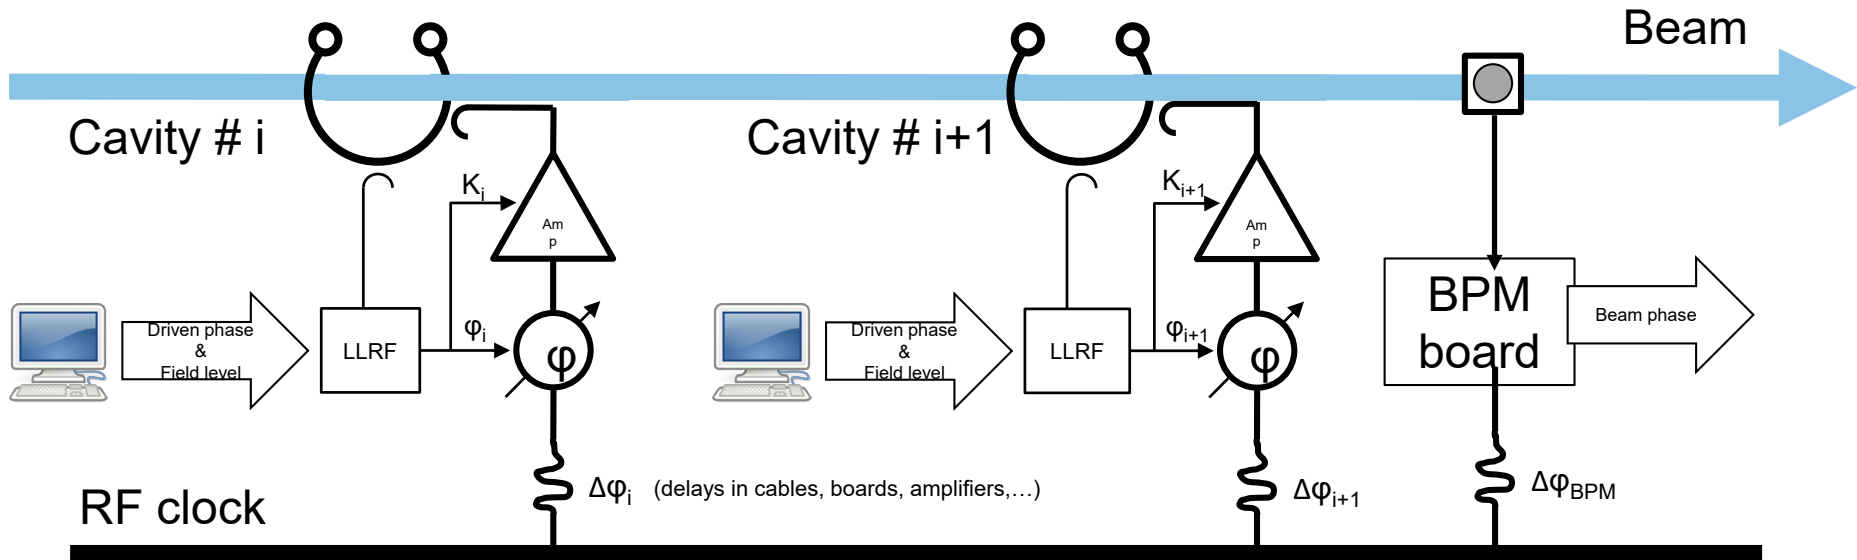 Beam
Cavity # i
Cavity # i+1
Ki
Ki+1
Am
p
Am
p
Driven phase
&
Field level
LLRF
φi
φ
Driven phase
&
Field level
LLRF
φi+1
φ
BPM
board
Beam phase
Δφi (delays in cables, boards, amplifiers,…)
Δφi+1
ΔφBPM
RF clock